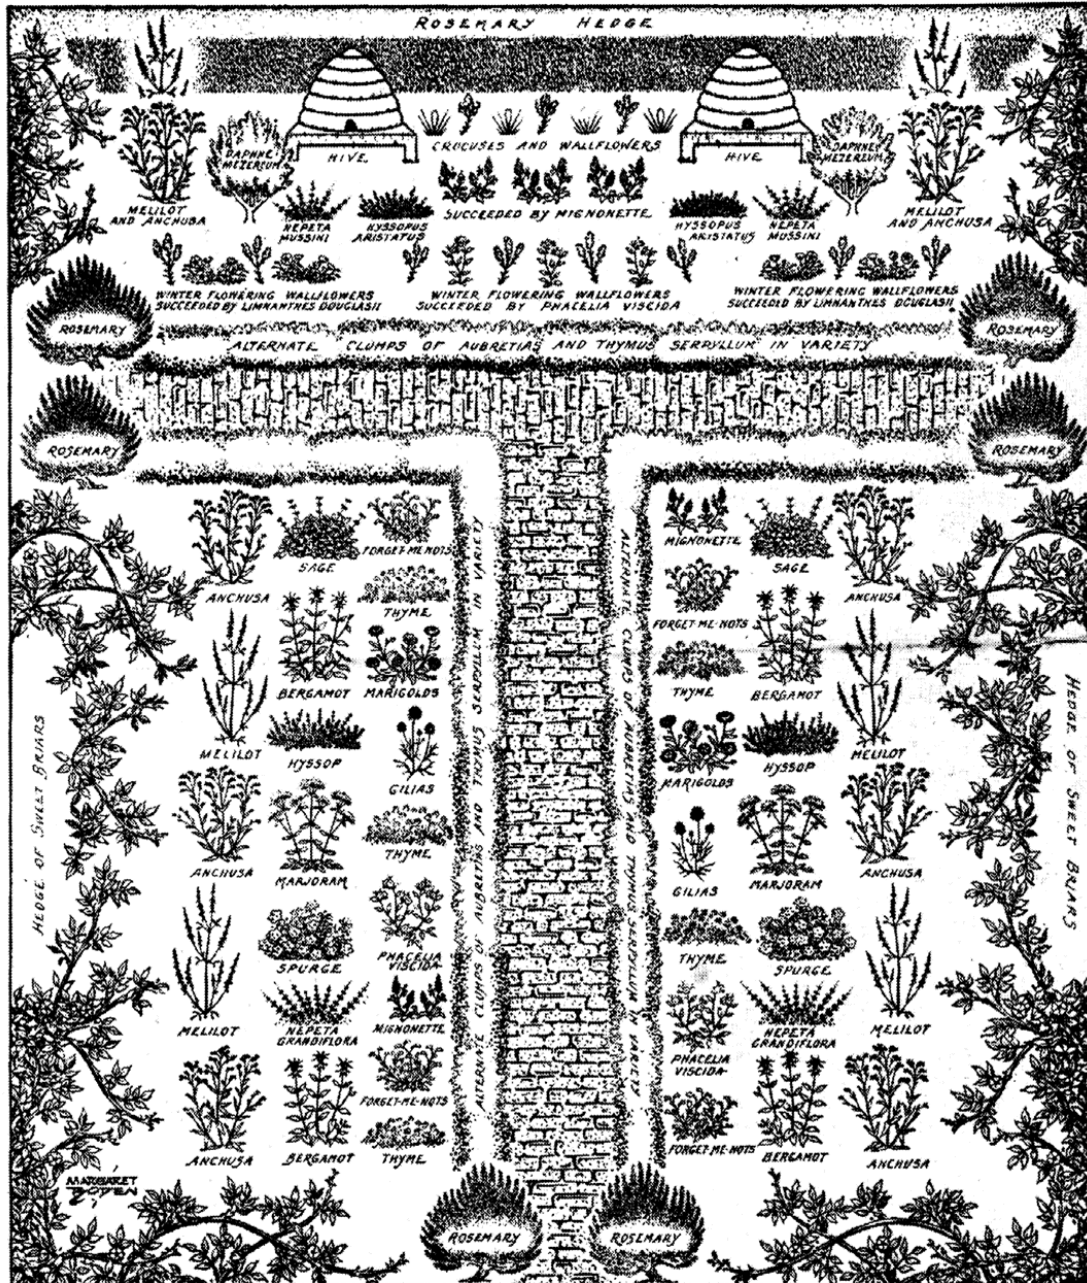 ROSEMARY HEDGE
DAPHNE
MEZEREUM
HIVE
CROCUSES AND WALLFLOWERS
HIVE
DAPHNE
MEZEREUM
MELILOT
AND ANCHUSA
NEPETA
MUSSINI
HYSSOPUS
ARISTATUS
SUCCEEDED BY MIGNONETTE
HYSSOPUS
ARISTATUS
NEPETA
MUSSINI
MELILOT
AND ANCHUSA
WINTER FLOWERING WALLFLOWERS
SUCCEEDED BY LIMNANTHES DOUGLASII
WINTER FLOWERING WALLFLOWERS
SUCCEEDED BY PHACELIA VISCIDA
WINTER FLOWERING WALLFLOWERS
SUCCEEDED BY LIMNANTHES DOUGLASII
ROSEMARY
ROSEMARY
ALTERNATE CLUMPS OF AUBRETIAS AND THYMUS SERPYLLUM IN VARIETY
ROSEMARY
ROSEMARY
HEDGE OF SWEET BRIARS
ANCHUSA
SAGE
FORGET-ME-NOTS
THYME
BERGAMOT
MARIGOLDS
MELILOT
HYSSOP
GILIAS
THYME
ANCHUSA
MARJORAM
SPURGE
PHACELIA
VISCIDA
MELILOT
NEPETA
GRANDIFLORA
MIGNONETTE
FORGET-ME-NOTS
ANCHUSA
BERGAMOT
THYME
ALTERNATE CLUMPS OF AUBRETIAS AND THYMUS SERPYLLUM IN VARIETY
ALTERNATE CLUMPS OF AUBRETIAS AND THYMUS SERPYLLUM IN VARIETY
MIGNONETTE
SAGE
ANCHUSA
FORGET-ME-NOTS
THYME
BERGAMOT
MELILOT
MARIGOLDS
HYSSOP
GILIAS
MARJORAM
ANCHUSA
THYME
SPURGE
PHACELIA
VISCIDA
NEPETA
GRANDIFLORA
MELILOT
FORGET-ME-NOTS
BERGAMOT
ANCHUSA
HEDGE OF SWEET BRIARS
MARGARET
ROSEMARY
ROSEMARY